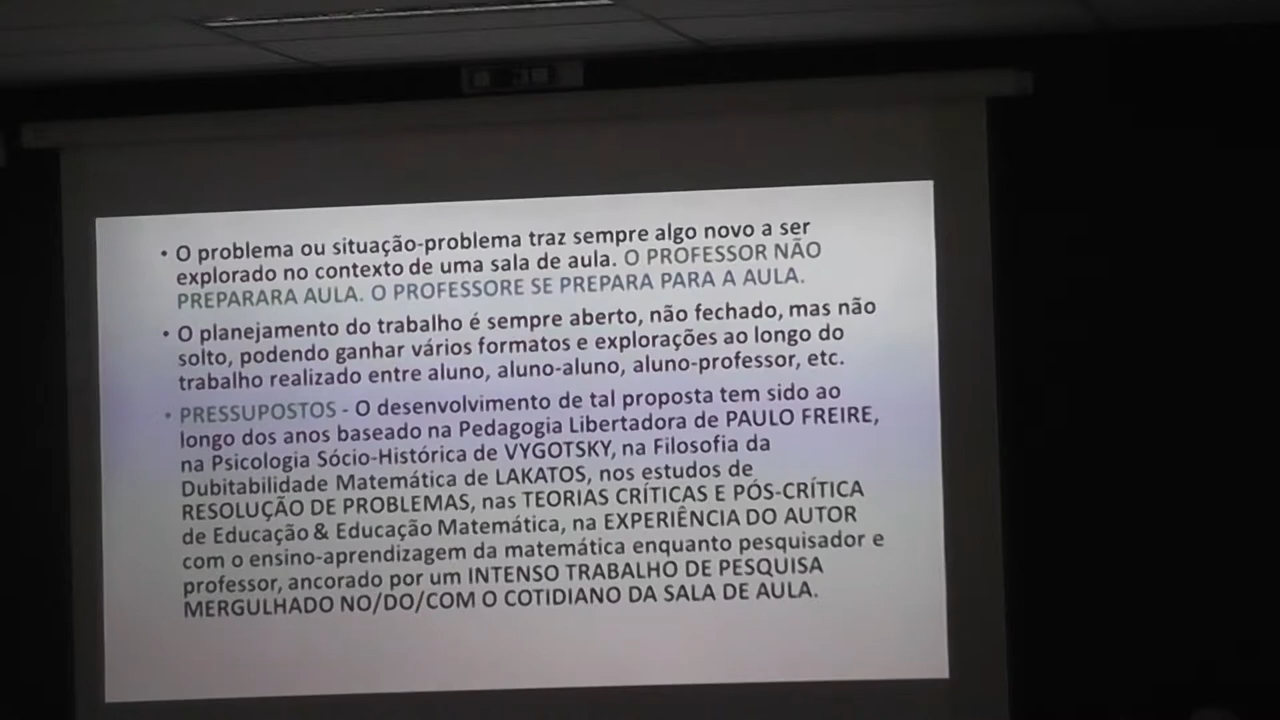 • O problema ou situação-problema traz sempre algo novo a ser
explorado no contexto de uma sala de aula. O PROFESSOR NÃO
PREPARARA AULA. O PROFESSORE SE PREPARA PARA A AULA.
• O planejamento do trabalho é sempre aberto, não fechado, mas não
solto, podendo ganhar vários formatos e explorações ao longo do
trabalho realizado entre aluno, aluno-aluno, aluno-professor, etc.
• PRESSUPOSTOS - O desenvolvimento de tal proposta tem sido ao
longo dos anos baseado na Pedagogia Libertadora de PAULO FREIRE,
na Psicologia Sócio-Histórica de VYGOTSKY, na Filosofia da
Dubitabilidade Matemática de LAKATOS, nos estudos de
RESOLUÇÃO DE PROBLEMAS, nas TEORIAS CRÍTICAS E PÓS-CRÍTICA
de Educação & Educação Matemática, na EXPERIÊNCIA DO AUTOR
com o ensino-aprendizagem da matemática enquanto pesquisador e
professor, ancorado por um INTENSO TRABALHO DE PESQUISA
MERGULHADO NO/DO/COM O COTIDIANO DA SALA DE AULA.